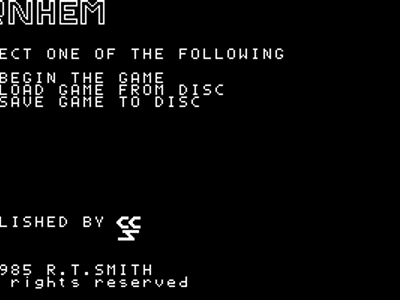 RNHEM
ECT ONE OF THE FOLLOWING
BEGIN THE GAME
LOAD GAME FROM DISC
SAVE GAME TO DISC
LISHED BY CCS
985 R.T.SMITH
rights reserved